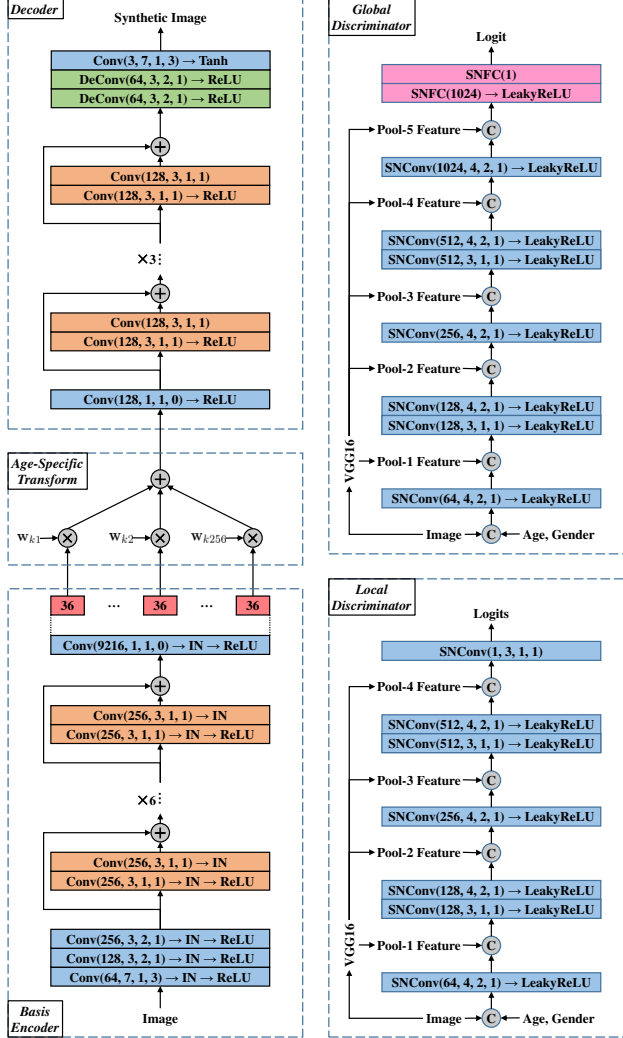 Decoder
Synthetic Image
Conv(3, 7, 1, 3) → Tanh
DeConv(64, 3, 2, 1) → ReLU
DeConv(64, 3, 2, 1) → ReLU
+
Conv(128, 3, 1, 1)
Conv(128, 3, 1, 1) → ReLU
×3 ⋮
+
Conv(128, 3, 1, 1)
Conv(128, 3, 1, 1) → ReLU
Conv(128, 1, 1, 0) → ReLU
Age-Specific
Transform
+
w_{k1} × w_{k2} × w_{k256} ×
36 ... 36 ... 36
Conv(9216, 1, 1, 0) → IN → ReLU
+
Conv(256, 3, 1, 1) → IN
Conv(256, 3, 1, 1) → IN → ReLU
×6 ⋮
+
Conv(256, 3, 1, 1) → IN
Conv(256, 3, 1, 1) → IN → ReLU
Conv(256, 3, 2, 1) → IN → ReLU
Conv(128, 3, 2, 1) → IN → ReLU
Conv(64, 7, 1, 3) → IN → ReLU
Basis
Encoder
Image
Global
Discriminator
Logit
SNFC(1)
SNFC(1024) → LeakyReLU
Pool-5 Feature C
SNConv(1024, 4, 2, 1) → LeakyReLU
Pool-4 Feature C
SNConv(512, 4, 2, 1) → LeakyReLU
SNConv(512, 3, 1, 1) → LeakyReLU
Pool-3 Feature C
SNConv(256, 4, 2, 1) → LeakyReLU
Pool-2 Feature C
SNConv(128, 4, 2, 1) → LeakyReLU
SNConv(128, 3, 1, 1) → LeakyReLU
Pool-1 Feature C
VGG16
SNConv(64, 4, 2, 1) → LeakyReLU
Image C Age, Gender
Local
Discriminator
Logits
SNConv(1, 3, 1, 1)
Pool-4 Feature C
SNConv(512, 4, 2, 1) → LeakyReLU
SNConv(512, 3, 1, 1) → LeakyReLU
Pool-3 Feature C
SNConv(256, 4, 2, 1) → LeakyReLU
Pool-2 Feature C
SNConv(128, 4, 2, 1) → LeakyReLU
SNConv(128, 3, 1, 1) → LeakyReLU
Pool-1 Feature C
VGG16
SNConv(64, 4, 2, 1) → LeakyReLU
Image C Age, Gender